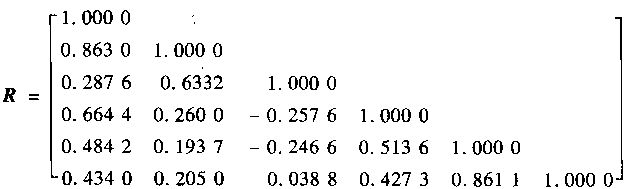 1.000 0
0.863 0 1.000 0
0.287 6 0.6332 1.000 0
R = 0.664 4 0.260 0 - 0.257 6 1.000 0
0.484 2 0.193 7 - 0.246 6 0.513 6 1.000 0
0.434 0 0.205 0 0.038 8 0.427 3 0.861 1 1.000 0